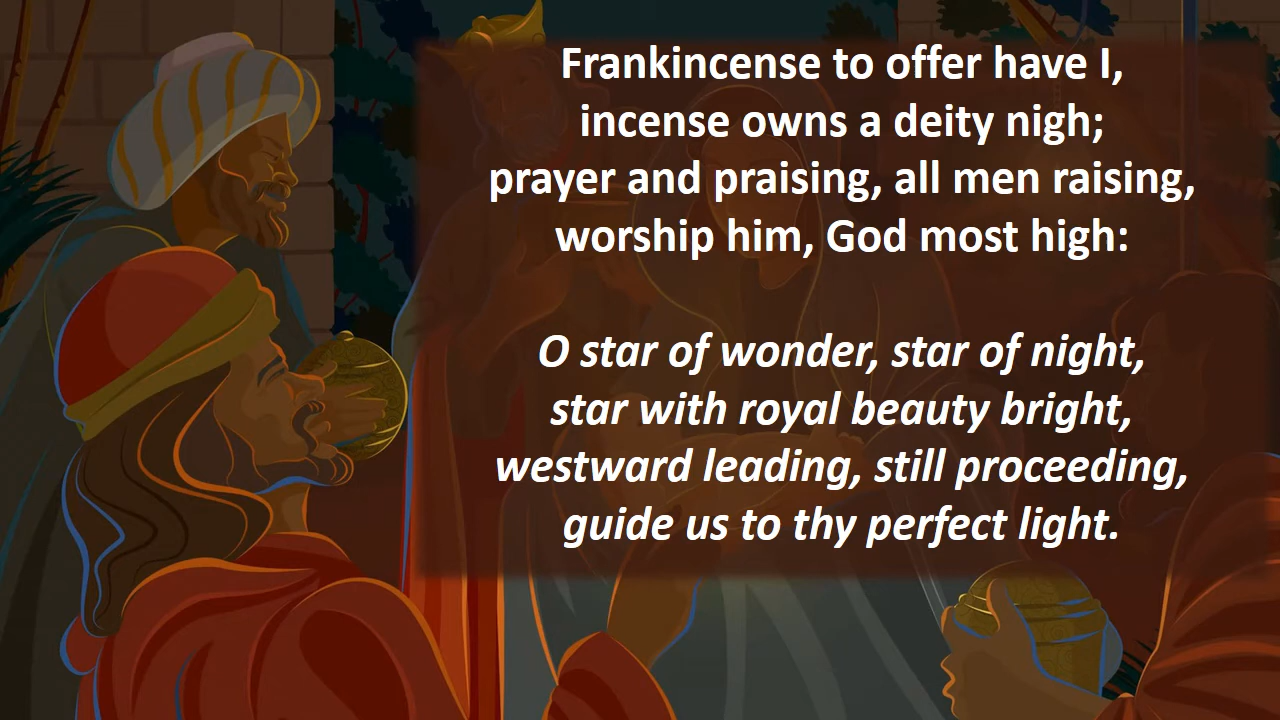 Frankincense to offer have I,
incense owns a deity nigh;
prayer and praising, all men raising,
worship him, God most high:
O star of wonder, star of night,
star with royal beauty bright,
westward leading, still proceeding,
guide us to thy perfect light.